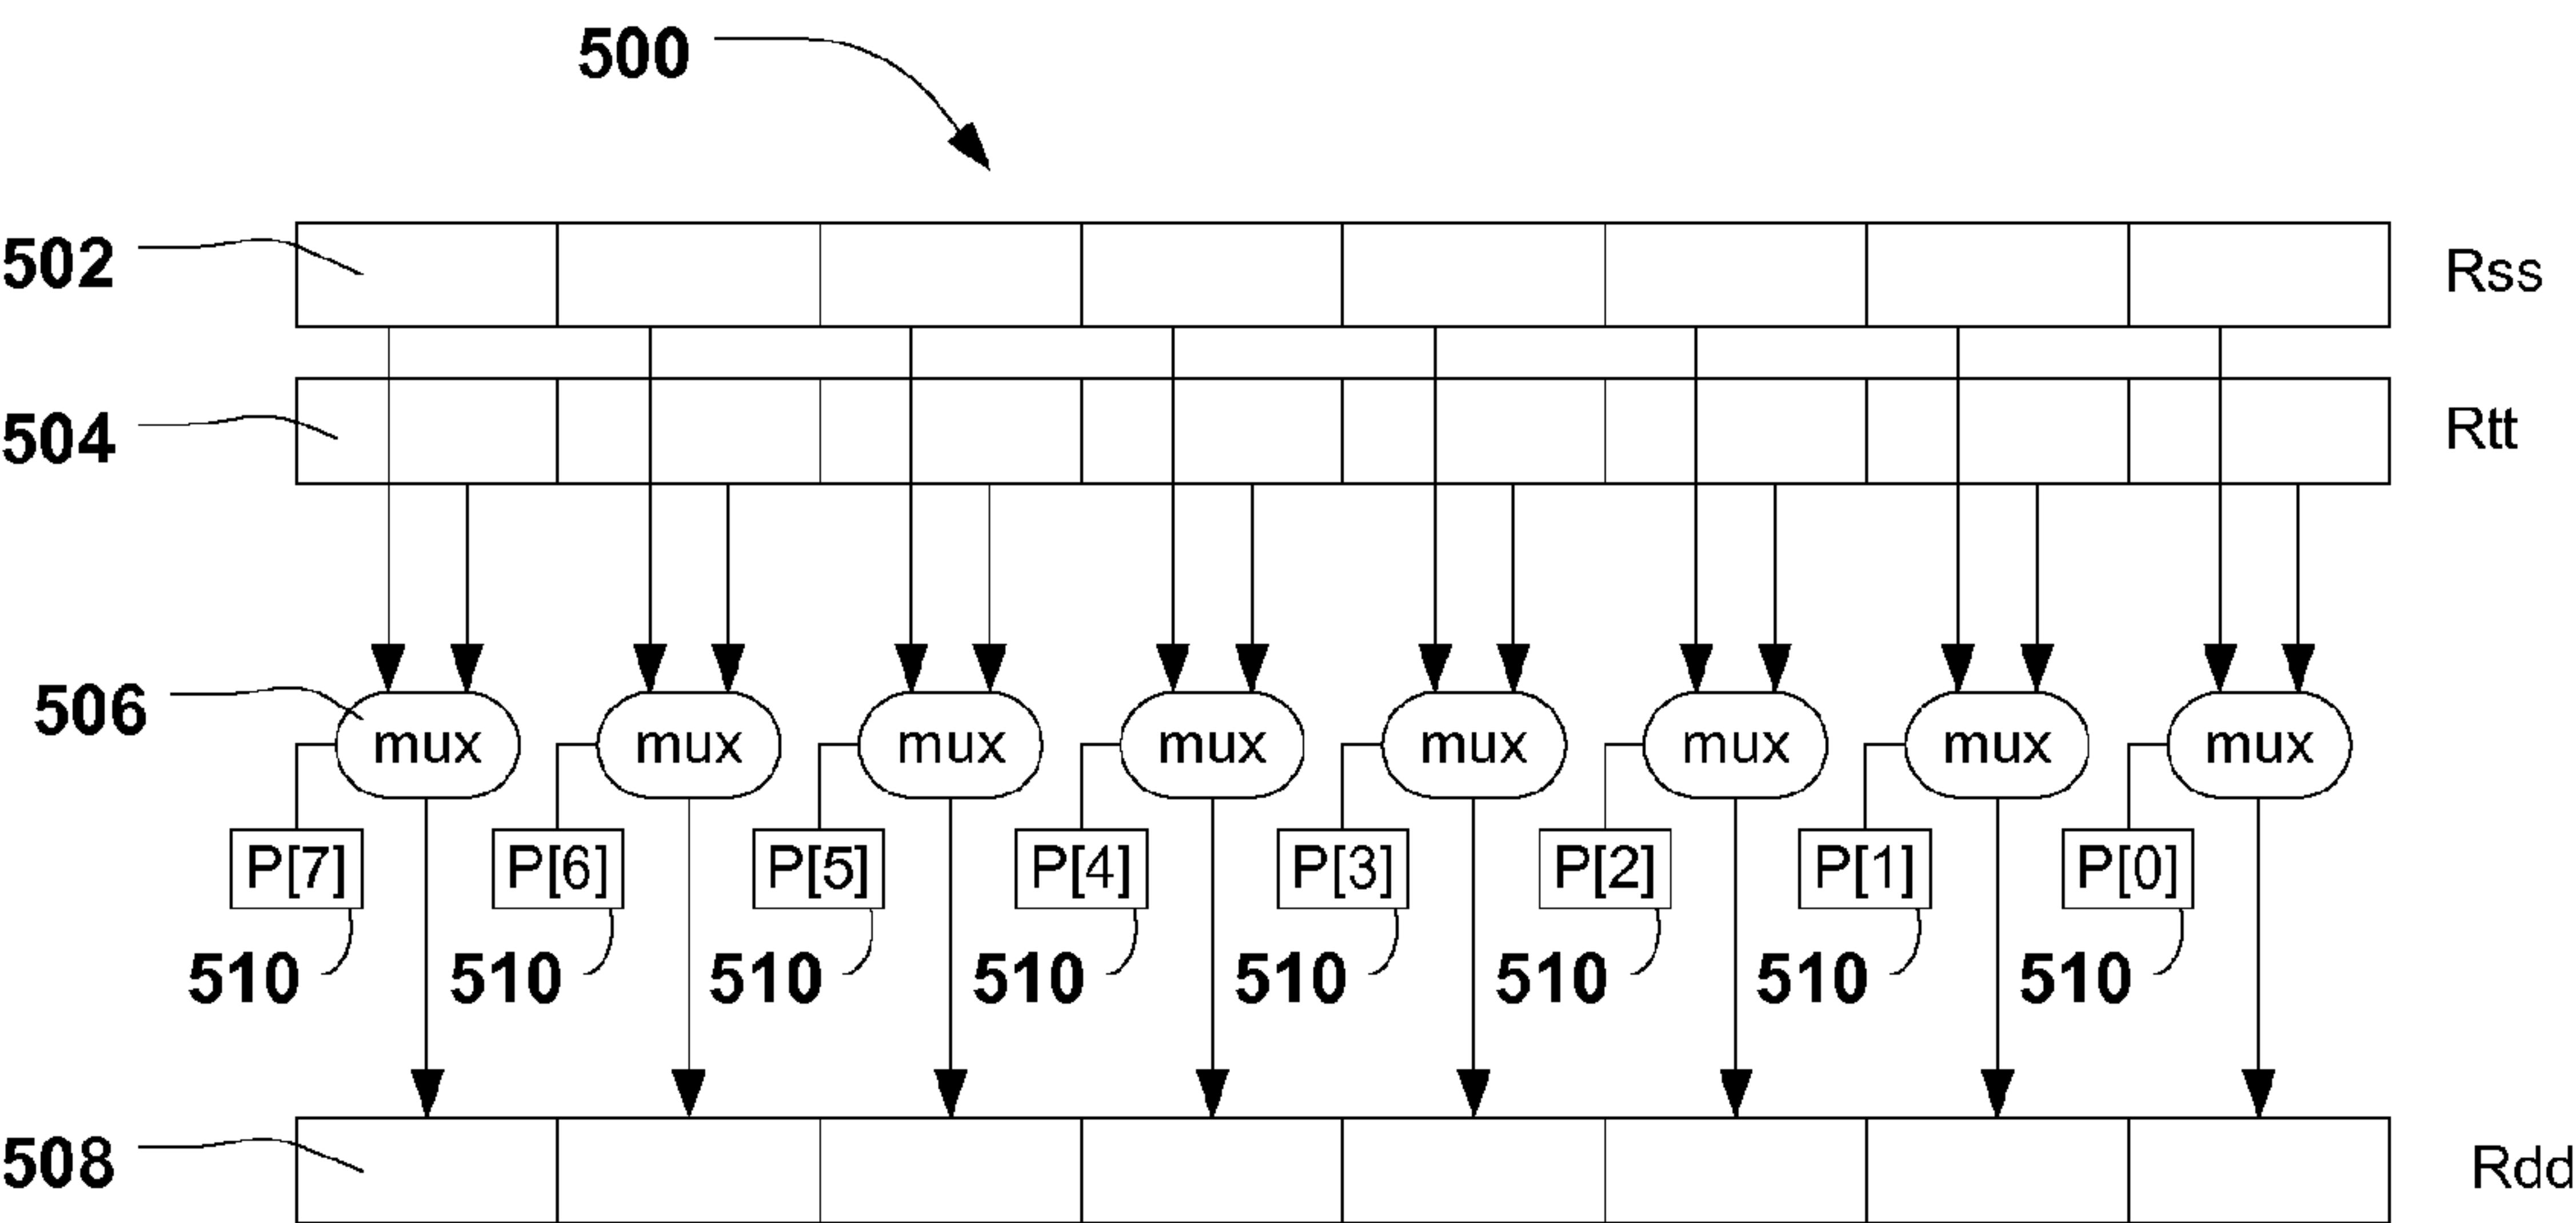 500
502 Rss
504 Rtt
506 mux mux mux mux mux mux mux mux
P[7] P[6] P[5] P[4] P[3] P[2] P[1] P[0]
510 510 510 510 510 510 510 510
508 Rdd